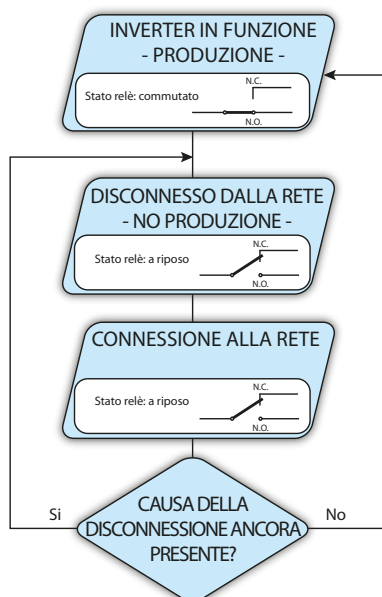 INVERTER IN FUNZIONE
- PRODUZIONE -
Stato relè: commutato
N.C.
N.O.
DISCONNESSO DALLA RETE
- NO PRODUZIONE -
Stato relè: a riposo
N.C.
N.O.
CONNESSIONE ALLA RETE
Stato relè: a riposo
N.C.
N.O.
Si
CAUSA DELLA
DISCONNESSIONE ANCORA
PRESENTE?
No